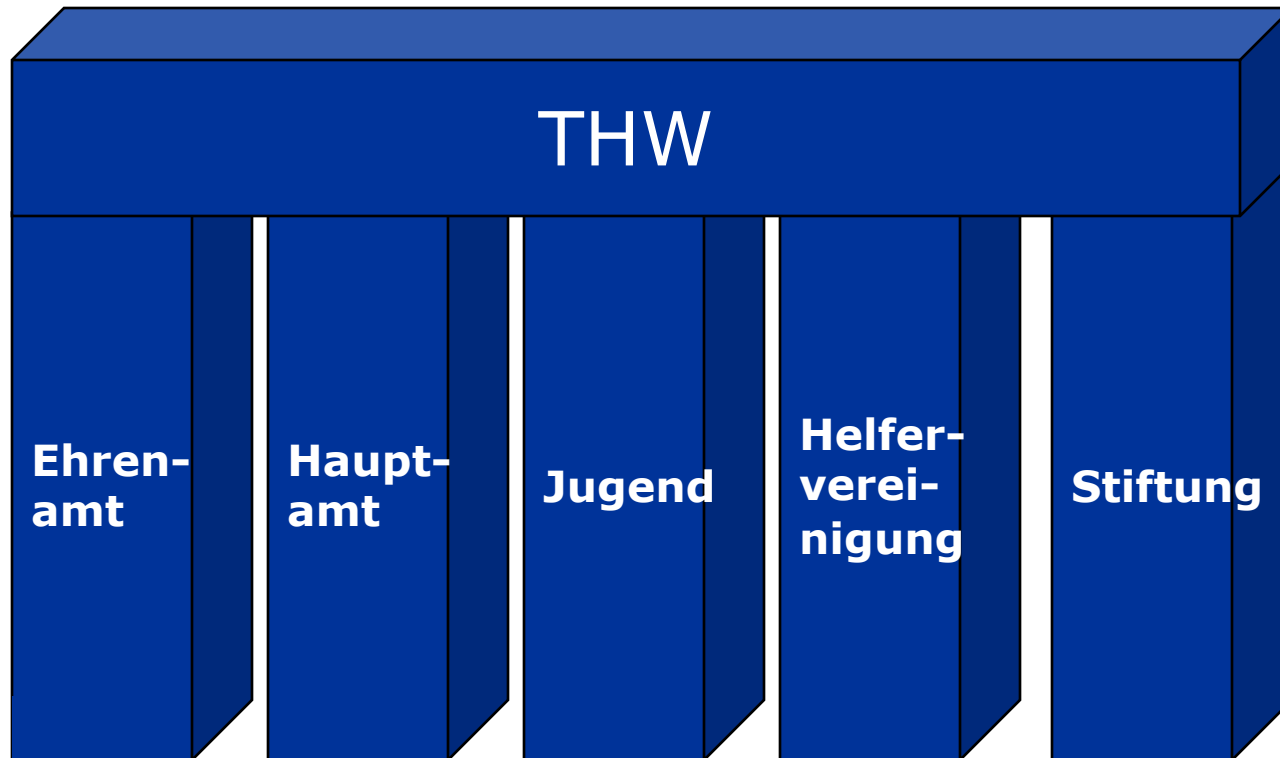 THW
Ehren-
amt
Haupt-
amt
Jugend
Helfer-
verei-
nigung
Stiftung